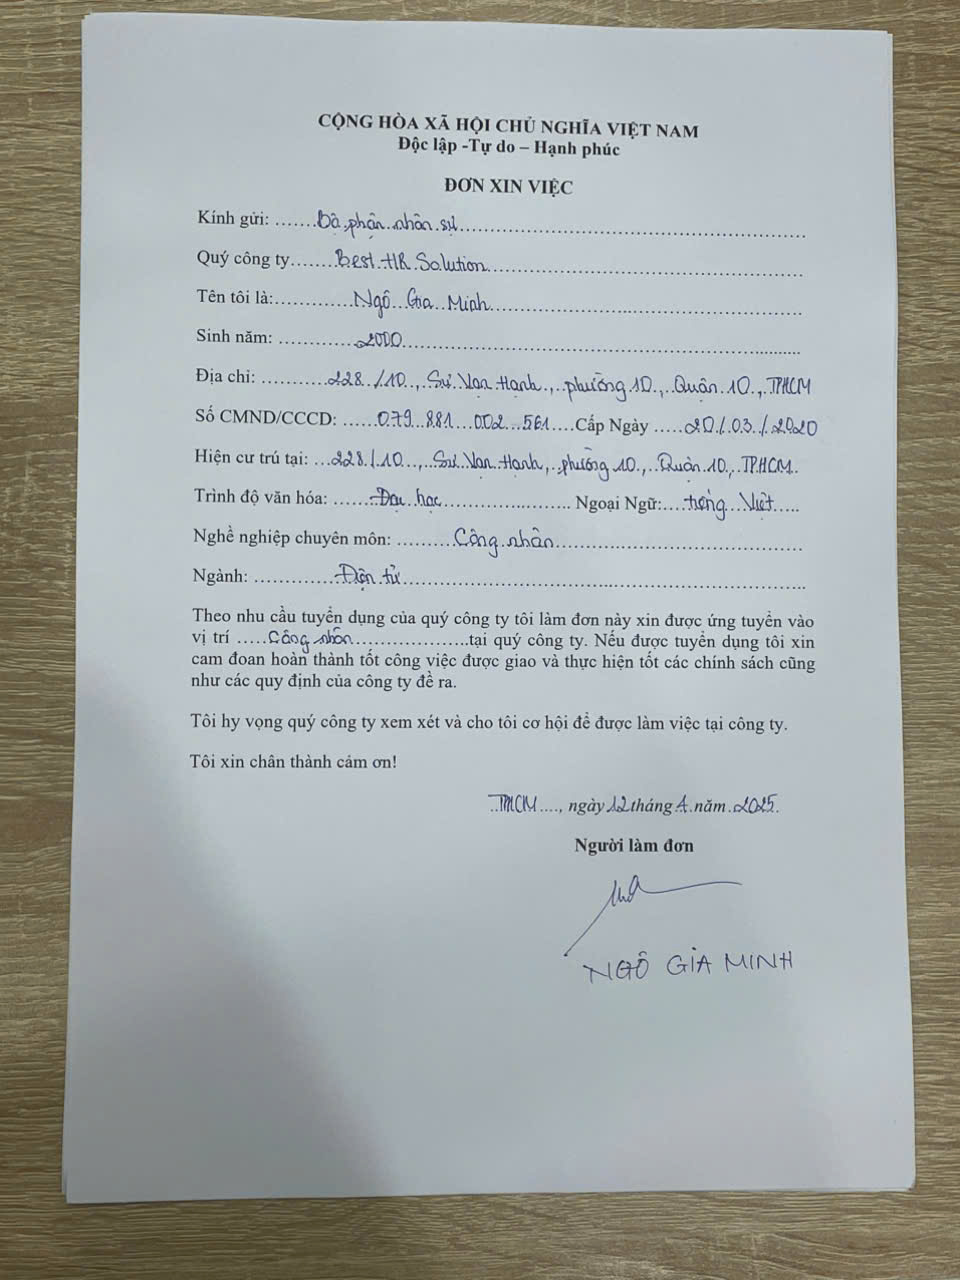 CỘNG HÒA XÃ HỘI CHỦ NGHĨA VIỆT NAM
Độc lập -Tự do – Hạnh phúc
ĐƠN XIN VIỆC
Kính gửi: .......Bộ phận nhân sự..............................
Quý công ty.......Best HR Solution..............................
Tên tôi là:.............Ngô Gia Minh..............................
Sinh năm: .............2000..............................
Địa chỉ: ............228/10, Sư Vạn Hạnh, phường 10, Quận 10, TPHCM
Số CMND/CCCD: ......079 881 002 561....Cấp Ngày .....20/03/2020
Hiện cư trú tại: ...228/10, Sư Vạn Hạnh, phường 10, Quận 10, TPHCM.
Trình độ văn hóa: .......Đại học....................... Ngoại Ngữ:....tiếng Việt.....
Nghề nghiệp chuyên môn: ..........Công nhân..............................
Ngành: ..............Điện tử..............................
Theo nhu cầu tuyển dụng của quý công ty tôi làm đơn này xin được ứng tuyển vào
vị trí .....Công nhân....................tại quý công ty. Nếu được tuyển dụng tôi xin
cam đoan hoàn thành tốt công việc được giao và thực hiện tốt các chính sách cũng
như các quy định của công ty đề ra.
Tôi hy vọng quý công ty xem xét và cho tôi cơ hội để được làm việc tại công ty.
Tôi xin chân thành cảm ơn!
..TPHCM...., ngày 12 tháng 4 năm 2025.
Người làm đơn
NGÔ GIA MINH